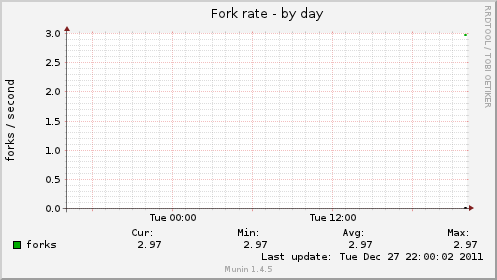 Fork rate - by day
RRDTOOL / TOBI OETIKER
forks / second
3.0
2.5
2.0
1.5
1.0
0.5
0.0
Tue 00:00 Tue 12:00
Cur: Min: Avg: Max:
forks 2.97 2.97 2.97 2.97
Last update: Tue Dec 27 22:00:02 2011
Munin 1.4.5